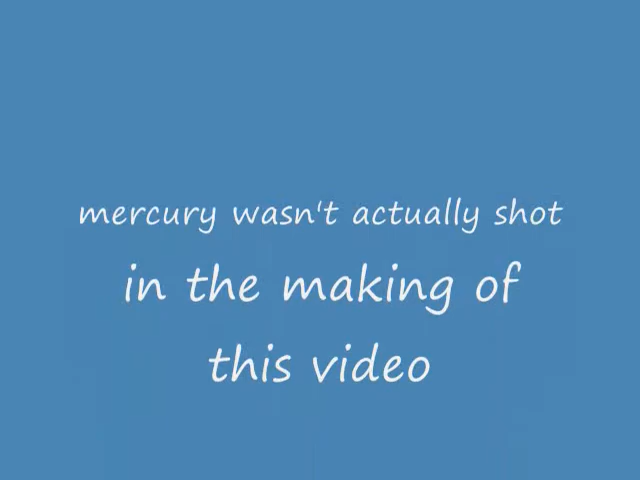 mercury wasn't actually shot
in the making of
this video